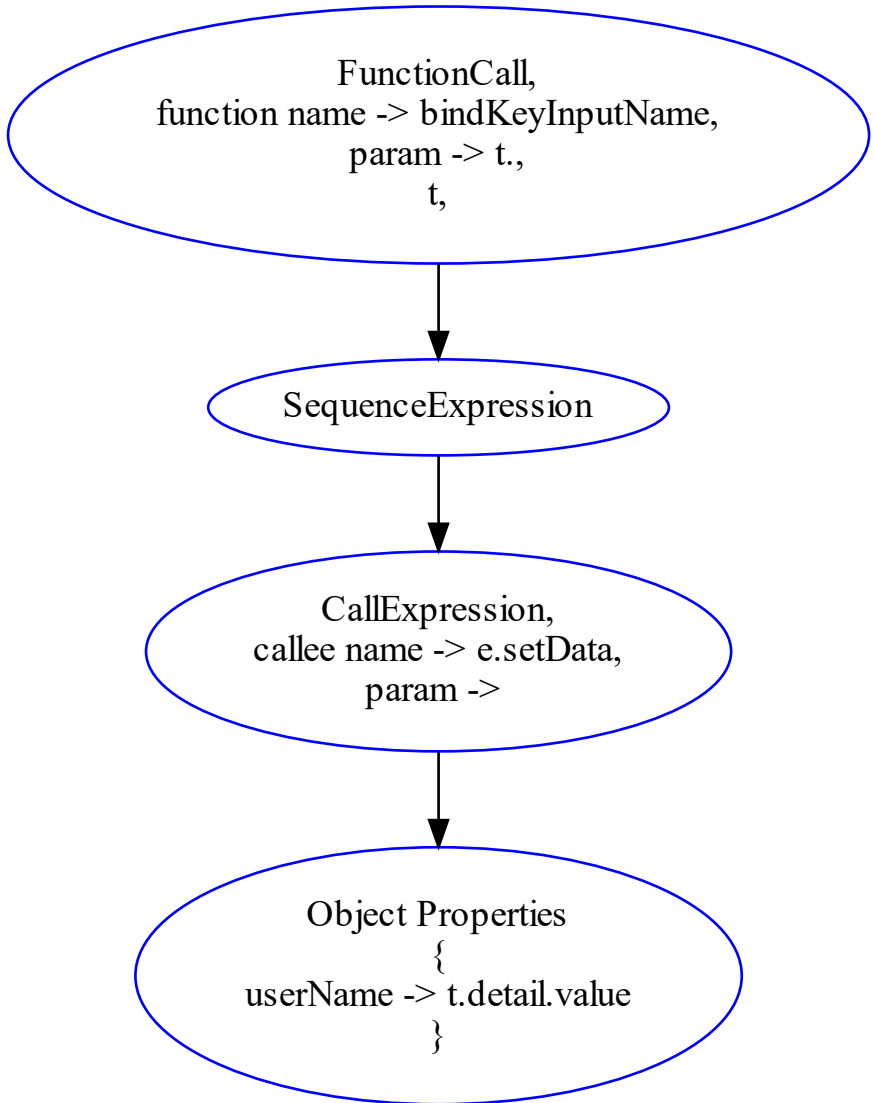 FunctionCall,
function name -> bindKeyInputName,
param -> t.,
t,
SequenceExpression
CallExpression,
callee name -> e.setData,
param ->
Object Properties
{
userName -> t.detail.value
}